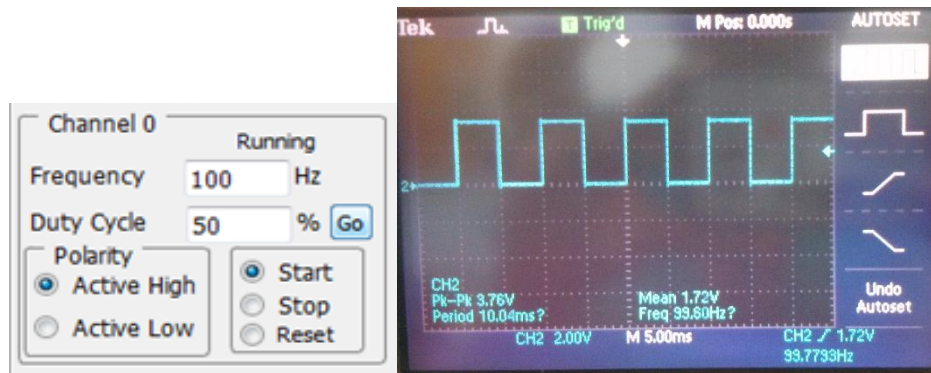 Channel 0
Running
Frequency 100 Hz
Duty Cycle 50 % Go
Polarity
Active High
Active Low
Start
Stop
Reset
Tek T Trig'd M Pos: 0.000s AUTOSET
2
CH2
Pk-Pk 3.76V
Period 10.04ms?
Mean 1.72V
Freq 99.60Hz?
Undo
Autoset
CH2 2.00V M 5.00ms CH2 1.72V
99.7793Hz